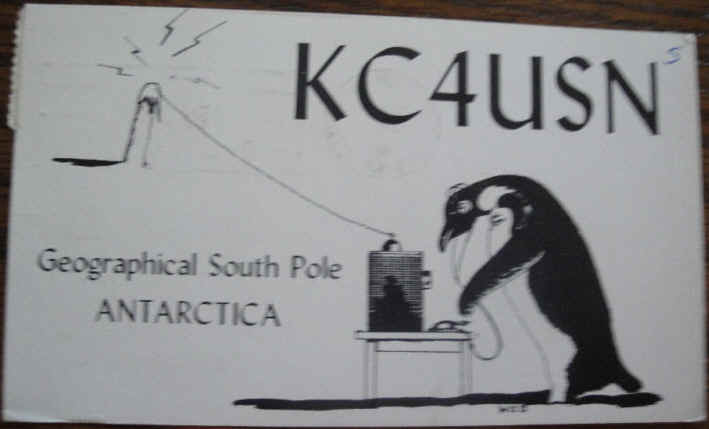 KC4USN
Geographical South Pole
ANTARCTICA